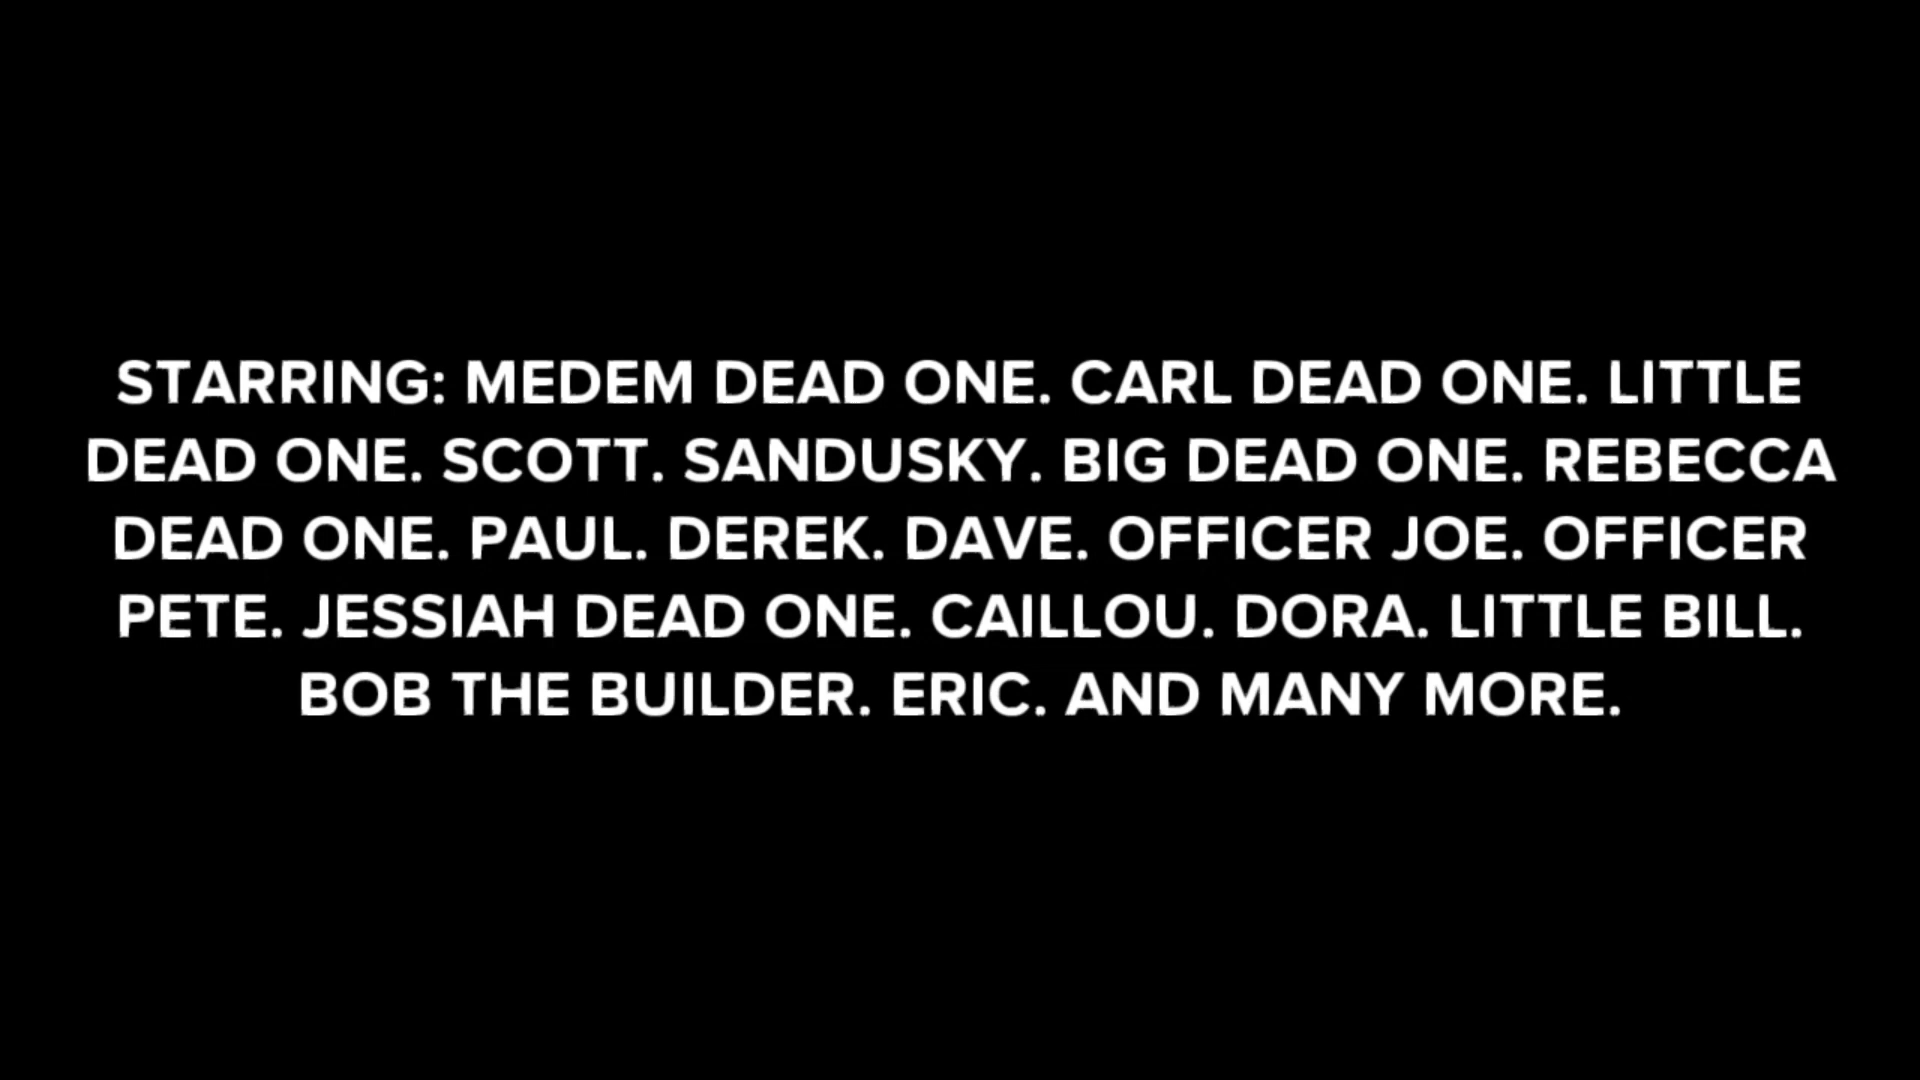 STARRING: MEDEM DEAD ONE. CARL DEAD ONE. LITTLE
DEAD ONE. SCOTT. SANDUSKY. BIG DEAD ONE. REBECCA
DEAD ONE. PAUL. DEREK. DAVE. OFFICER JOE. OFFICER
PETE. JESSIAH DEAD ONE. CAILLOU. DORA. LITTLE BILL.
BOB THE BUILDER. ERIC. AND MANY MORE.